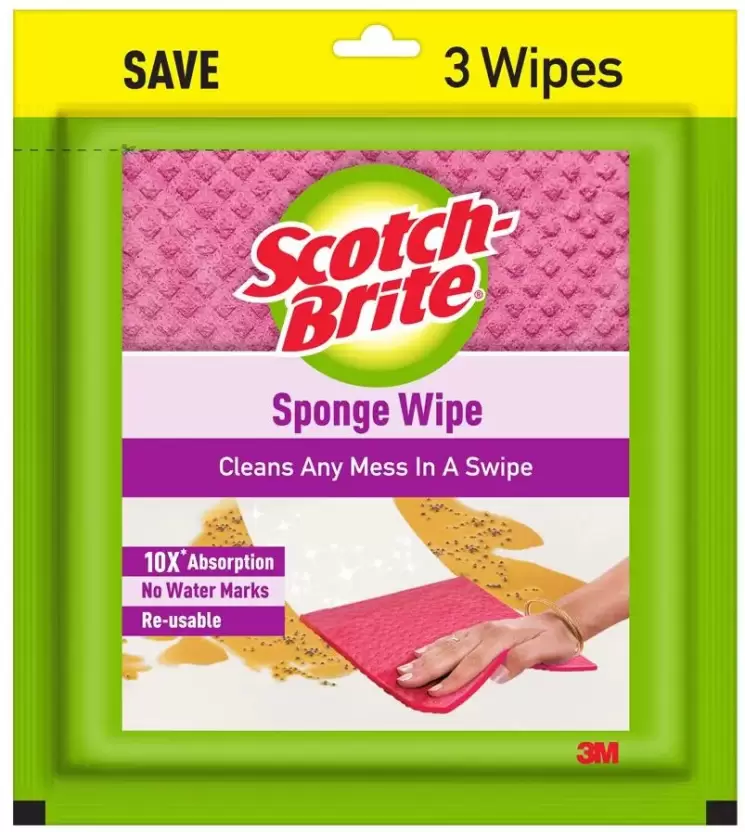 SAVE
3 Wipes
Scotch-
Brite®
Sponge Wipe
Cleans Any Mess In A Swipe
10X* Absorption
No Water Marks
Re-usable
3M